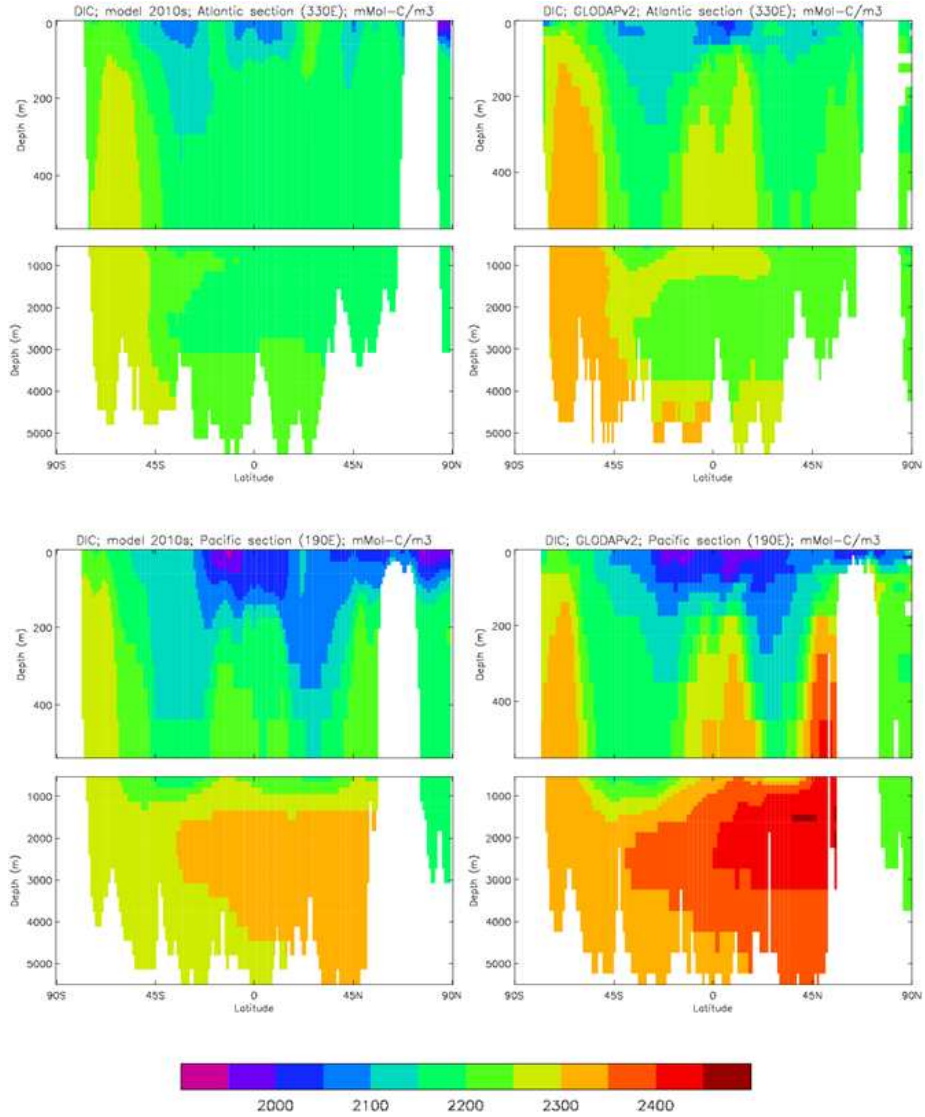 DIC; model 2010s; Atlantic section (330E); mMol-C/m3
DIC; GLODAPv2; Atlantic section (330E); mMol-C/m3
0
200
400
Depth (m)
0
200
400
Depth (m)
1000
2000
3000
4000
5000
Depth (m)
1000
2000
3000
4000
5000
Depth (m)
90S 45S 0 45N 90N
Latitude
90S 45S 0 45N 90N
Latitude
DIC; model 2010s; Pacific section (190E); mMol-C/m3
DIC; GLODAPv2; Pacific section (190E); mMol-C/m3
0
200
400
Depth (m)
0
200
400
Depth (m)
1000
2000
3000
4000
5000
Depth (m)
1000
2000
3000
4000
5000
Depth (m)
90S 45S 0 45N 90N
Latitude
90S 45S 0 45N 90N
Latitude
2000 2100 2200 2300 2400